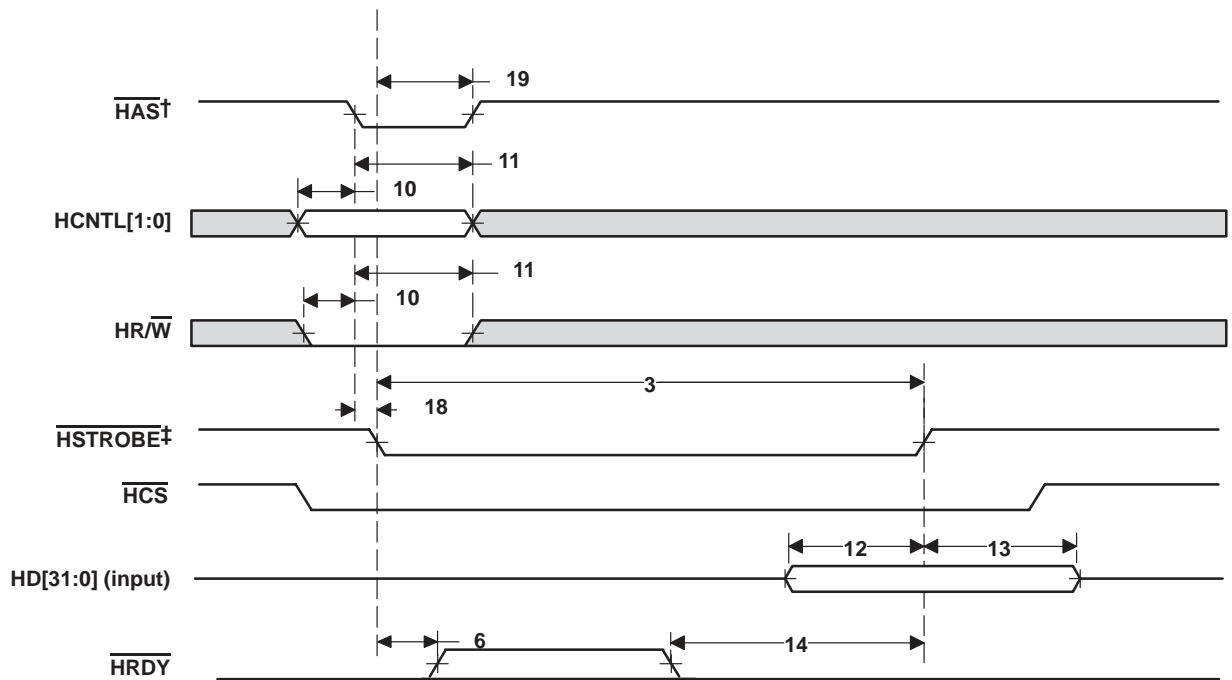 19
HAS†
11
10
HCNTL[1:0]
11
10
HR/W
3
18
HSTROBE‡
HCS
12
13
HD[31:0] (input)
6
14
HRDY